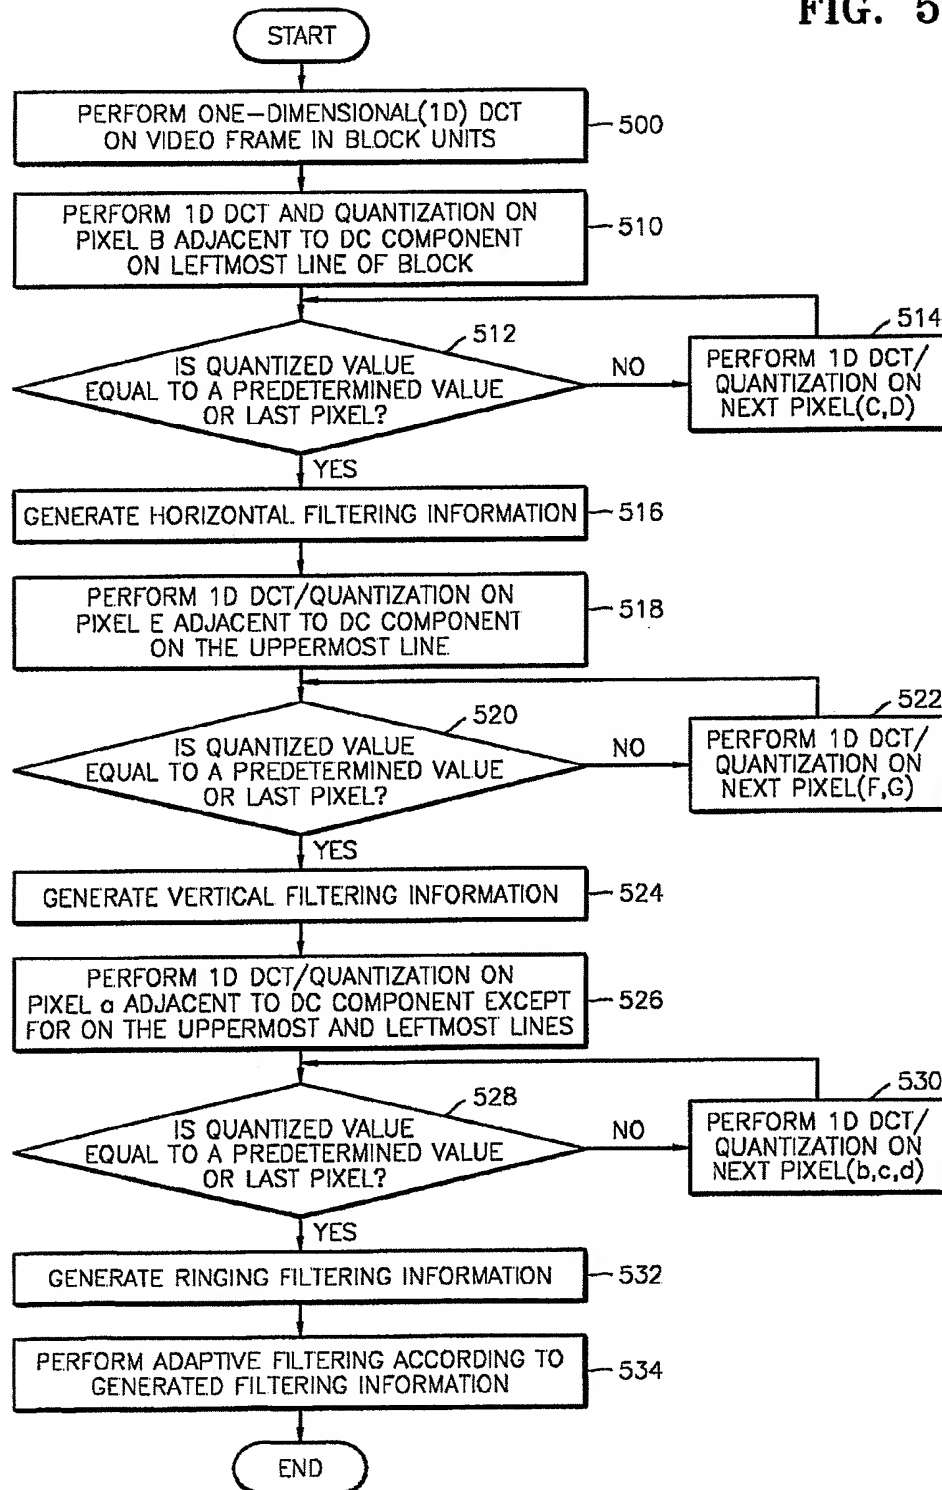 FIG. 5
START
PERFORM ONE-DIMENSIONAL(1D) DCT
ON VIDEO FRAME IN BLOCK UNITS
500
PERFORM 1D DCT AND QUANTIZATION ON
PIXEL B ADJACENT TO DC COMPONENT
ON LEFTMOST LINE OF BLOCK
510
512
IS QUANTIZED VALUE
EQUAL TO A PREDETERMINED VALUE
OR LAST PIXEL?
NO
514
PERFORM 1D DCT/
QUANTIZATION ON
NEXT PIXEL(C,D)
YES
GENERATE HORIZONTAL FILTERING INFORMATION
516
PERFORM 1D DCT/QUANTIZATION ON
PIXEL E ADJACENT TO DC COMPONENT
ON THE UPPERMOST LINE
518
520
IS QUANTIZED VALUE
EQUAL TO A PREDETERMINED VALUE
OR LAST PIXEL?
NO
522
PERFORM 1D DCT/
QUANTIZATION ON
NEXT PIXEL(F,G)
YES
GENERATE VERTICAL FILTERING INFORMATION
524
PERFORM 1D DCT/QUANTIZATION ON
PIXEL a ADJACENT TO DC COMPONENT EXCEPT
FOR ON THE UPPERMOST AND LEFTMOST LINES
526
528
IS QUANTIZED VALUE
EQUAL TO A PREDETERMINED VALUE
OR LAST PIXEL?
NO
530
PERFORM 1D DCT/
QUANTIZATION ON
NEXT PIXEL(b,c,d)
YES
GENERATE RINGING FILTERING INFORMATION
532
PERFORM ADAPTIVE FILTERING ACCORDING TO
GENERATED FILTERING INFORMATION
534
END